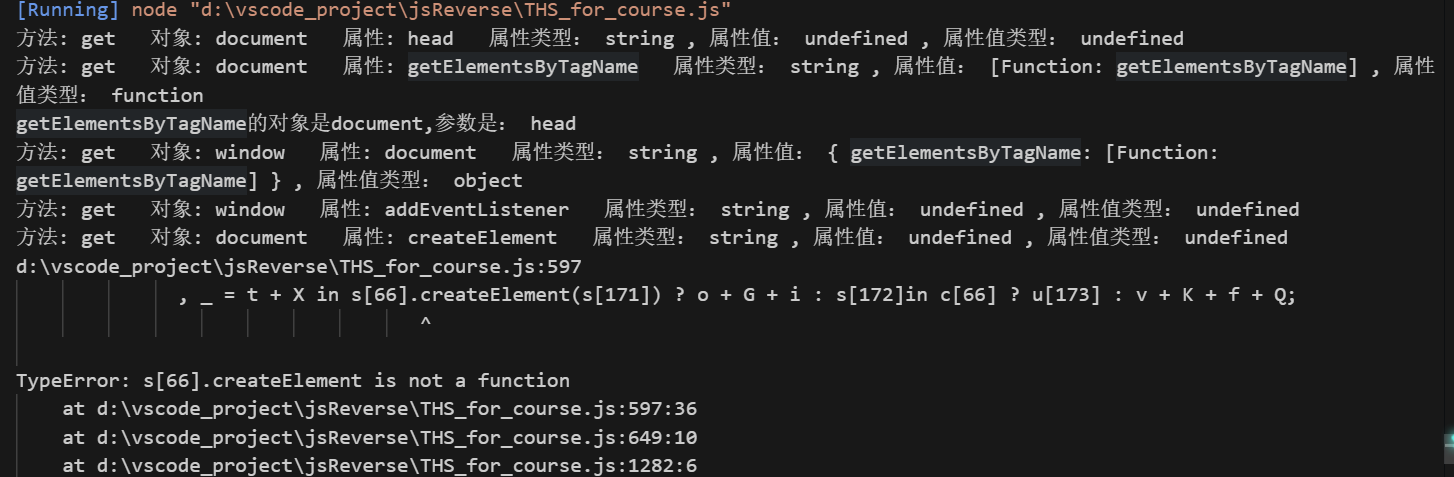 [Running] node "d:\vscode_project\jsReverse\THS_for_course.js"
方法: get 对象: document 属性: head 属性类型： string , 属性值： undefined , 属性值类型： undefined
方法: get 对象: document 属性: getElementsByTagName 属性类型： string , 属性值： [Function: getElementsByTagName] , 属性
值类型： function
getElementsByTagName的对象是document,参数是： head
方法: get 对象: window 属性: document 属性类型： string , 属性值： { getElementsByTagName: [Function:
getElementsByTagName] } , 属性值类型： object
方法: get 对象: window 属性: addEventListener 属性类型： string , 属性值： undefined , 属性值类型： undefined
方法: get 对象: document 属性: createElement 属性类型： string , 属性值： undefined , 属性值类型： undefined
d:\vscode_project\jsReverse\THS_for_course.js:597
, _ = t + X in s[66].createElement(s[171]) ? o + G + i : s[172]in c[66] ? u[173] : v + K + f + Q;
^
TypeError: s[66].createElement is not a function
at d:\vscode_project\jsReverse\THS_for_course.js:597:36
at d:\vscode_project\jsReverse\THS_for_course.js:649:10
at d:\vscode_project\jsReverse\THS_for_course.js:1282:6